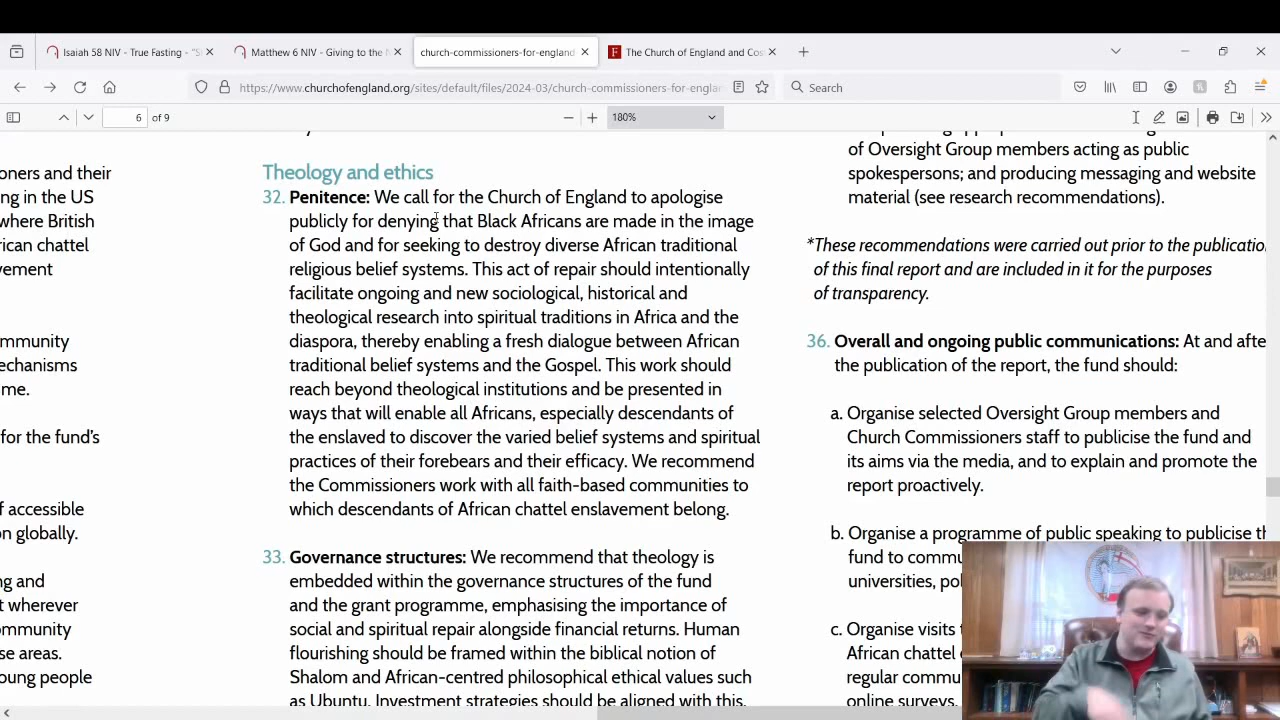 Isaiah 58 NIV - True Fasting - "S
Matthew 6 NIV - Giving to the N
church-commissioners-for-england
The Church of England and Cos
https://www.churchofengland.org/sites/default/files/2024-03/church-commissioners-for-engla
Search
6 of 9
180%
oners and their
ing in the US
where British
rican chattel
vement
mmunity
echanisms
me.
for the fund's
f accessible
on globally.
ng and
t wherever
ommunity
se areas.
oung people
Theology and ethics
32. Penitence: We call for the Church of England to apologise
publicly for denying that Black Africans are made in the image
of God and for seeking to destroy diverse African traditional
religious belief systems. This act of repair should intentionally
facilitate ongoing and new sociological, historical and
theological research into spiritual traditions in Africa and the
diaspora, thereby enabling a fresh dialogue between African
traditional belief systems and the Gospel. This work should
reach beyond theological institutions and be presented in
ways that will enable all Africans, especially descendants of
the enslaved to discover the varied belief systems and spiritual
practices of their forebears and their efficacy. We recommend
the Commissioners work with all faith-based communities to
which descendants of African chattel enslavement belong.
33. Governance structures: We recommend that theology is
embedded within the governance structures of the fund
and the grant programme, emphasising the importance of
social and spiritual repair alongside financial returns. Human
flourishing should be framed within the biblical notion of
Shalom and African-centred philosophical ethical values such
as Ubuntu. Investment strategies should be aligned with this.
of Oversight Group members acting as public
spokespersons; and producing messaging and website
material (see research recommendations).
*These recommendations were carried out prior to the publicatio
of this final report and are included in it for the purposes
of transparency.
36. Overall and ongoing public communications: At and afte
the publication of the report, the fund should:
a. Organise selected Oversight Group members and
Church Commissioners staff to publicise the fund and
its aims via the media, and to explain and promote the
report proactively.
b. Organise a programme of public speaking to publicise th
fund to commu
universities, pol
c. Organise visits t
African chattel
regular commu
online surveys.